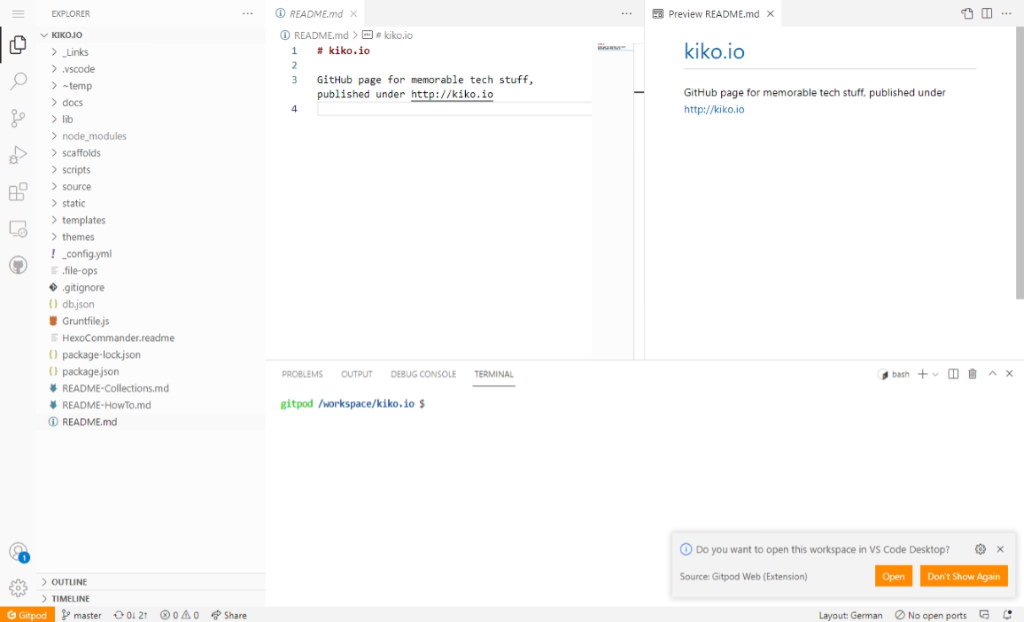 EXPLORER
KIKO.IO
_Links
.vscode
~temp
docs
lib
node_modules
scaffolds
scripts
source
static
templates
themes
_config.yml
.file-ops
.gitignore
db.json
Gruntfile.js
HexoCommander.readme
package-lock.json
package.json
README-Collections.md
README-HowTo.md
README.md
OUTLINE
TIMELINE
README.md
README.md > # kiko.io
1 # kiko.io
2
3 GitHub page for memorable tech stuff,
published under http://kiko.io
4
Preview README.md
kiko.io
GitHub page for memorable tech stuff, published under
http://kiko.io
PROBLEMS OUTPUT DEBUG CONSOLE TERMINAL
bash
gitpod /workspace/kiko.io $
Do you want to open this workspace in VS Code Desktop?
Source: Gitpod Web (Extension)
Open
Don't Show Again
1
Gitpod master 0↓ 2↑ 0 0 Share
Layout: German No open ports